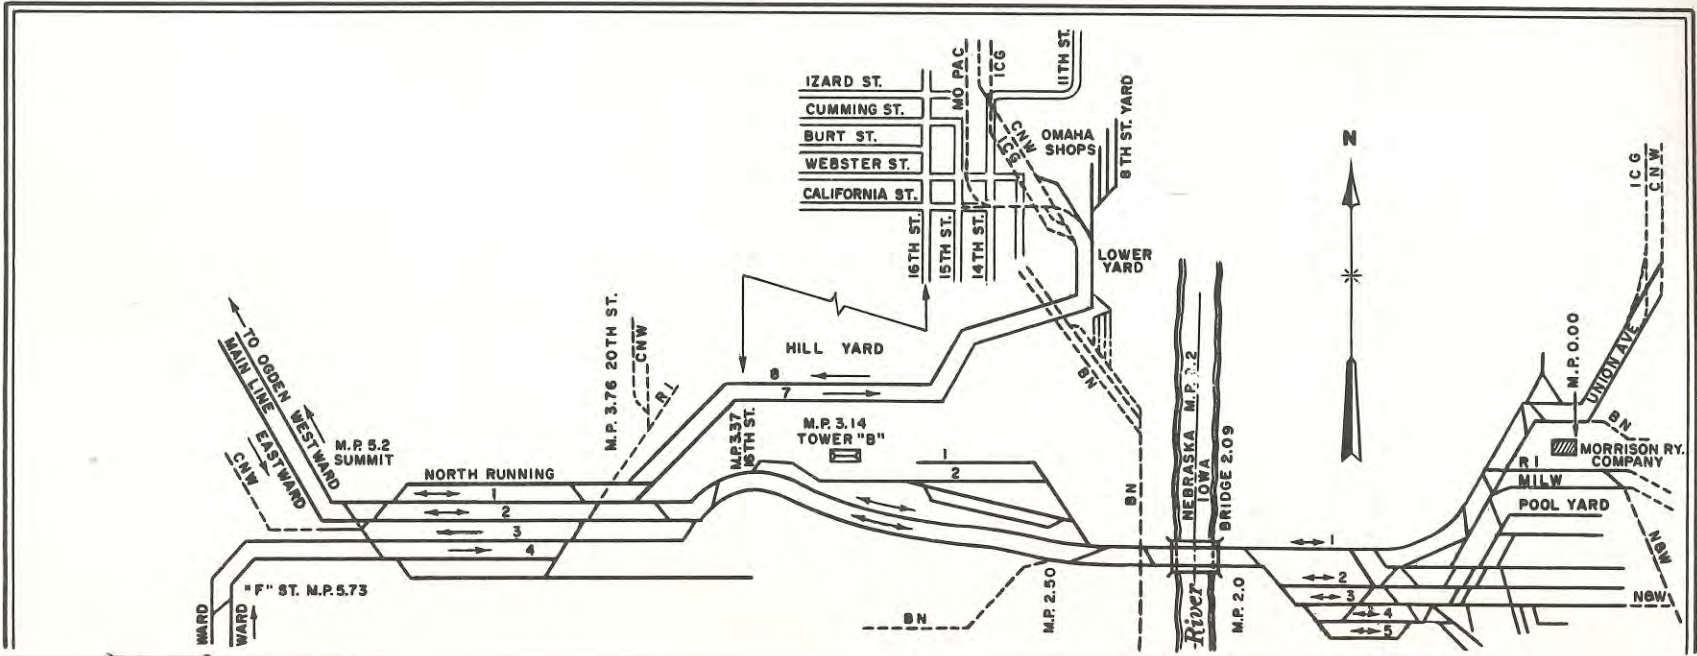 IZARD ST.
CUMMING ST.
BURT ST.
WEBSTER ST.
CALIFORNIA ST.
16TH ST.
15TH ST.
14TH ST.
MO PAC
ICG
11TH ST.
CNW
ICG
OMAHA
SHOPS
8TH ST. YARD
LOWER
YARD
N
ICG
CNW
UNION AVE
M.P. 0.00
BN
MORRISON RY.
COMPANY
RI
MILW
POOL YARD
N&W
N&W
TO OGDEN WESTWARD
MAIN LINE EASTWARD
CNW
M.P. 5.2
SUMMIT
NORTH RUNNING
1
2
3
4
"F" ST. M.P. 5.73
WARD
WARD
M.P. 3.76 20TH ST.
CNW
RI
HILL YARD
8
7
M.P. 3.37
16TH ST.
M.P. 3.14
TOWER "B"
1
2
BN
BN
BN
M.P. 2.50
NEBRASKA M.P. 2.2
IOWA
BRIDGE 2.09
River
M.P. 2.0
1
2
3
4
5